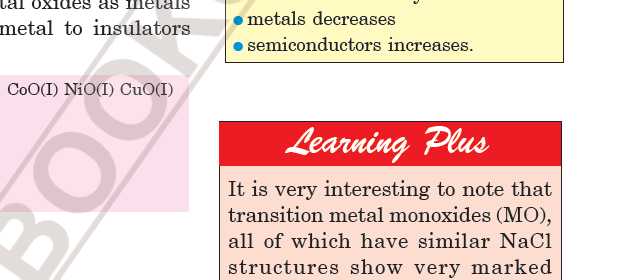 tal oxides as metals
metal to insulators
CoO(I) NiO(I) CuO(I)
• metals decreases
• semiconductors increases.
Learning Plus
It is very interesting to note that
transition metal monoxides (MO),
all of which have similar NaCl
structures show very marked
BOOK